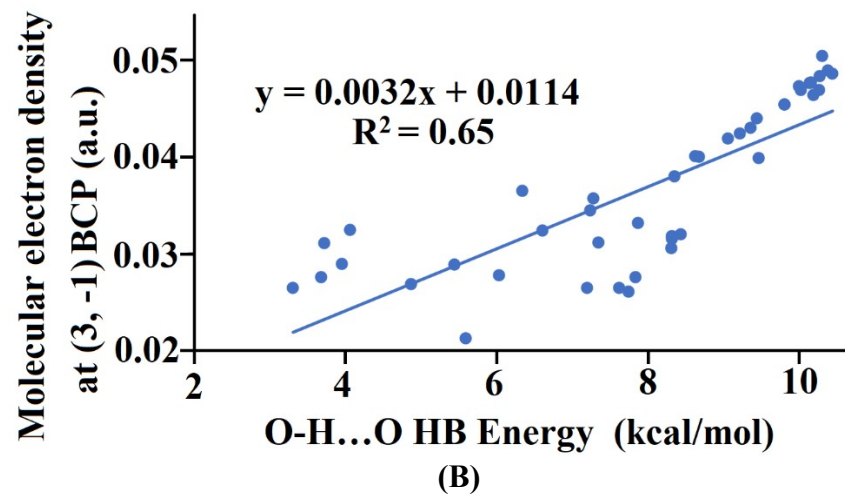 Molecular electron density
at (3, -1)BCP (a.u.)
0.05
0.04
0.03
0.02
y = 0.0032x + 0.0114
R² = 0.65
2 4 6 8 10
O-H…O HB Energy (kcal/mol)
(B)